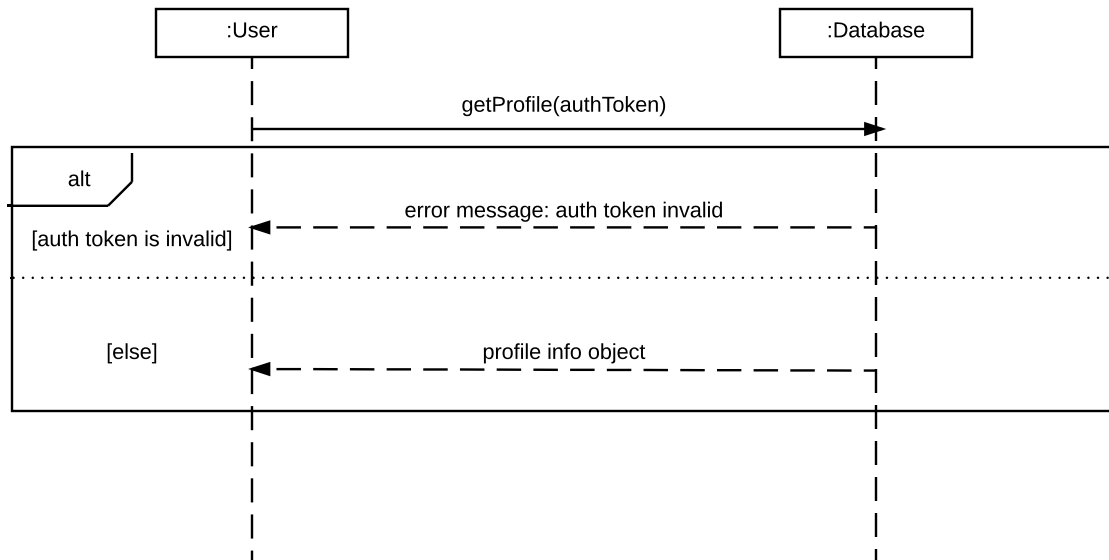 :User
:Database
getProfile(authToken)
alt
error message: auth token invalid
[auth token is invalid]
[else]
profile info object